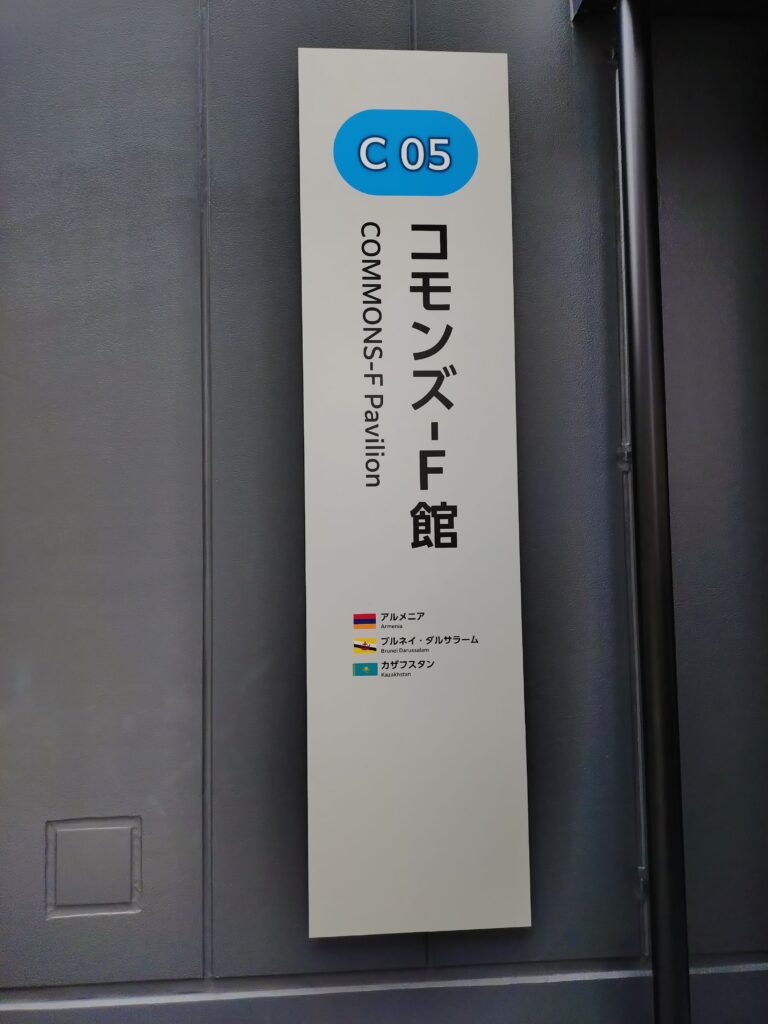 C 05
コモンズ-F館
COMMONS-F Pavilion
アルメニア
Armenia
ブルネイ・ダルサラーム
Brunei Darussalam
カザフスタン
Kazakhstan